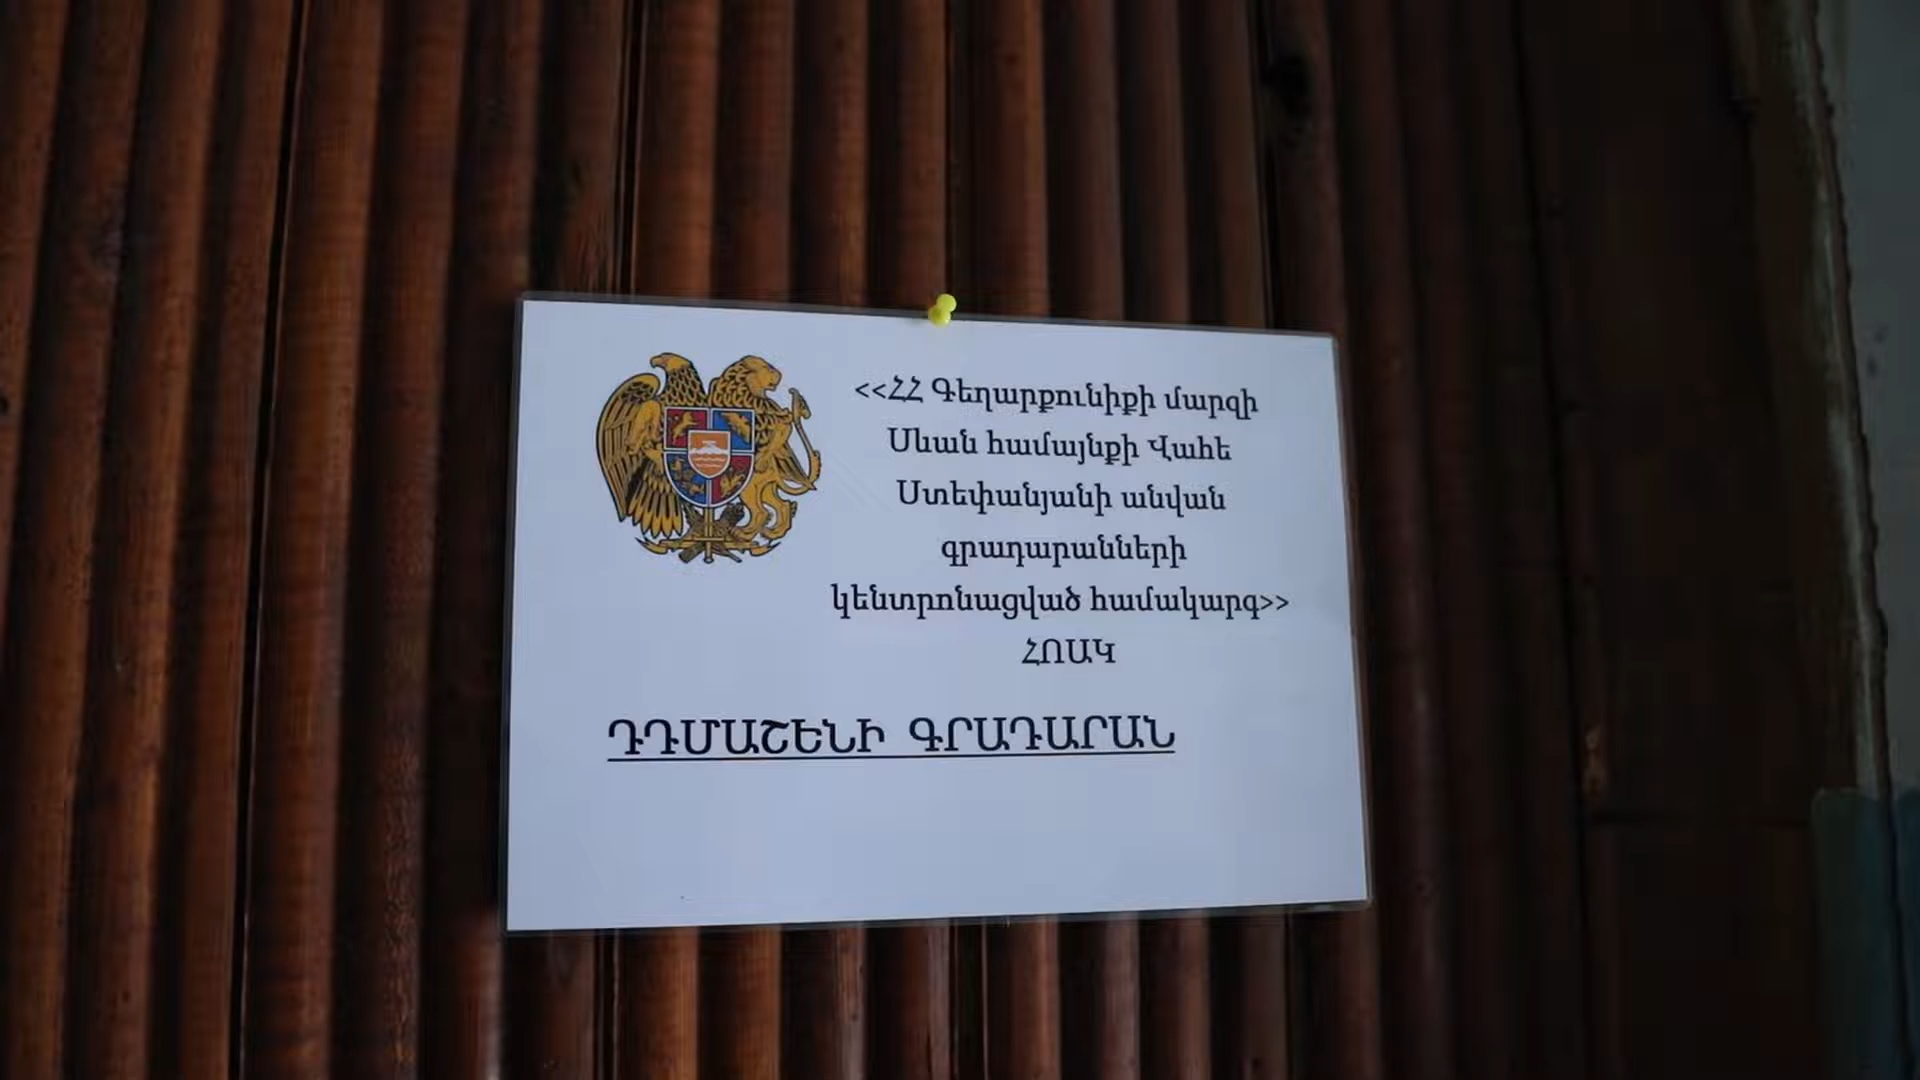 <<ՀՀ Գեղարքունիքի մարզի
Սևան համայնքի Վահե
Ստեփանյանի անվան
գրադարանների
կենտրոնացված համակարգ>>
ՀՈԱԿ
ԴԴՄԱՇԵՆԻ ԳՐԱԴԱՐԱՆ